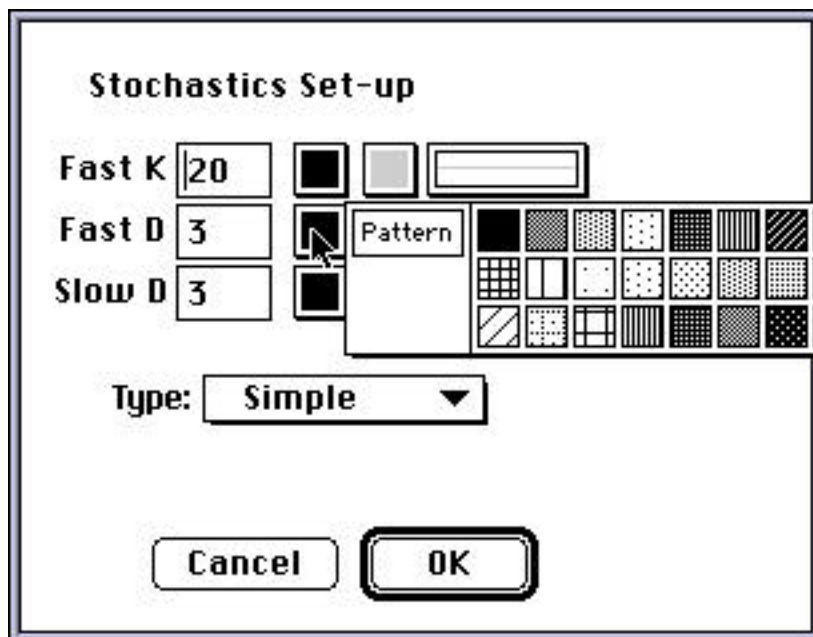 Stochastics Set-up
Fast K 20
Fast D 3 Pattern
Slow D 3
Type: Simple
Cancel OK